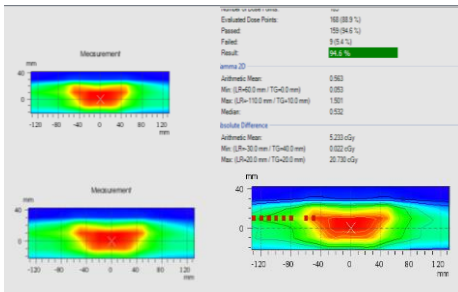 Evaluated Dose Points: 168 (88.9 %)
Passed: 159 (94.6 %)
Failed: 9 (5.4 %)
Result: 94.6 %
Measurement
mm
40
0
-120 -80 -40 0 40 80 120
mm
amma 2D
Arithmetic Mean: 0.563
Min: (LR=60.0 mm / TG=0.0 mm) 0.053
Max: (LR=-110.0 mm / TG=10.0 mm) 1.501
Median: 0.532
bsolute Difference
Arithmetic Mean: 5.233 cGy
Min: (LR=-30.0 mm / TG=40.0 mm) 0.022 cGy
Max: (LR=20.0 mm / TG=20.0 mm) 20.730 cGy
Measurement
mm
40
0
-120 -80 -40 0 40 80 120
mm
mm
40
0
-120 -80 -40 0 40 80 120
mm